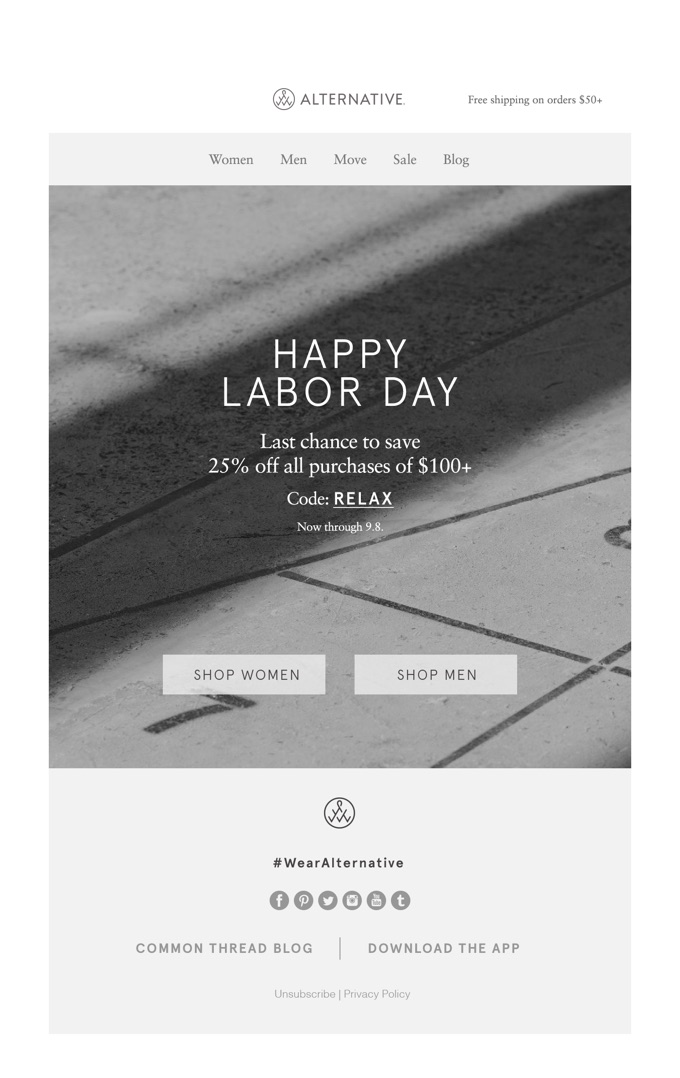 ALTERNATIVE.
Free shipping on orders $50+
Women Men Move Sale Blog
HAPPY
LABOR DAY
Last chance to save
25% off all purchases of $100+
Code: RELAX
Now through 9.8.
SHOP WOMEN SHOP MEN
7
#WearAlternative
COMMON THREAD BLOG | DOWNLOAD THE APP
Unsubscribe | Privacy Policy